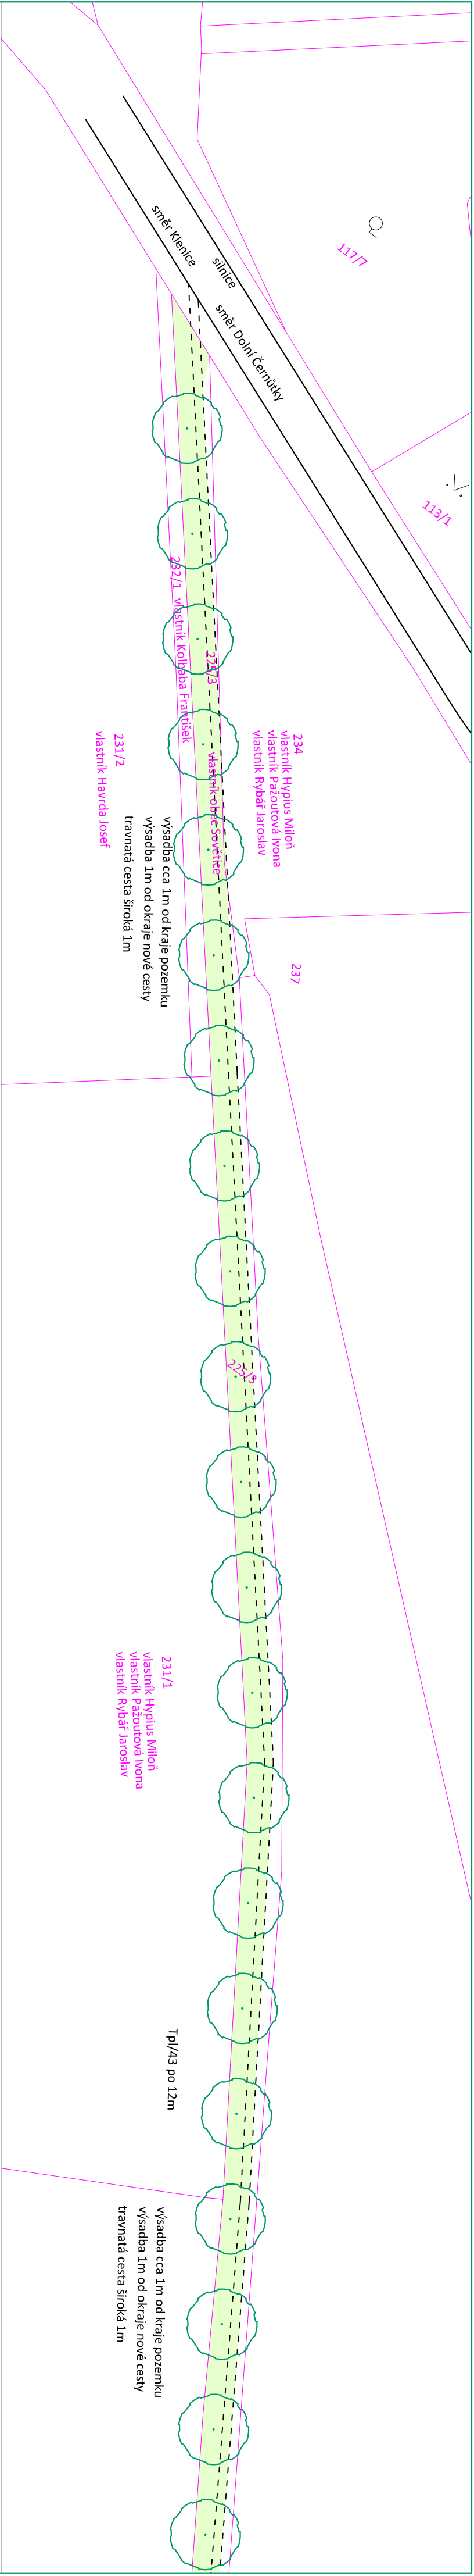 117/7
směr Klenice
silnice
směr Dolní Černůtky
113/1
232/1 vlastník Kolbaba František
225/3
vlastník obec Sovětice
234
vlastník Hypius Miloň
vlastník Pažoutová Ivona
vlastník Rybář Jaroslav
231/2
vlastník Havrda Josef
výsadba cca 1m od kraje pozemku
výsadba 1m od okraje nové cesty
travnatá cesta široká 1m
237
225/3
231/1
vlastník Hypius Miloň
vlastník Pažoutová Ivona
vlastník Rybář Jaroslav
Tpl/43 po 12m
výsadba cca 1m od kraje pozemku
výsadba 1m od okraje nové cesty
travnatá cesta široká 1m